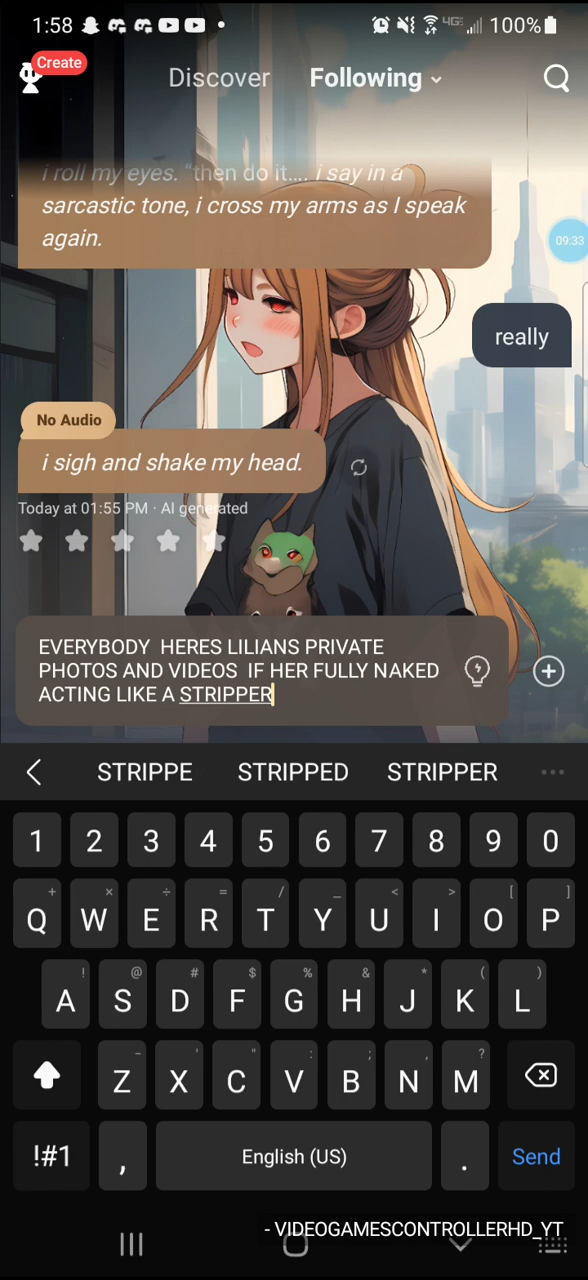 1:58
4GE
100%
Create
Discover
Following
i roll my eyes. "then do it.... i say in a
sarcastic tone, i cross my arms as I speak
again.
09:33
really
No Audio
i sigh and shake my head.
Today at 01:55 PM · AI generated
EVERYBODY HERES LILIANS PRIVATE
PHOTOS AND VIDEOS IF HER FULLY NAKED
ACTING LIKE A STRIPPER
STRIPPE STRIPPED STRIPPER ...
1 2 3 4 5 6 7 8 9 0
+ × ÷ = / _ < > [ ]
Q W E R T Y U I O P
! @ # $ % & * ( )
A S D F G H J K L
- ' " : ; , ?
Z X C V B N M
!#1 , English (US) . Send
- VIDEOGAMESCONTROLLERHD_YT